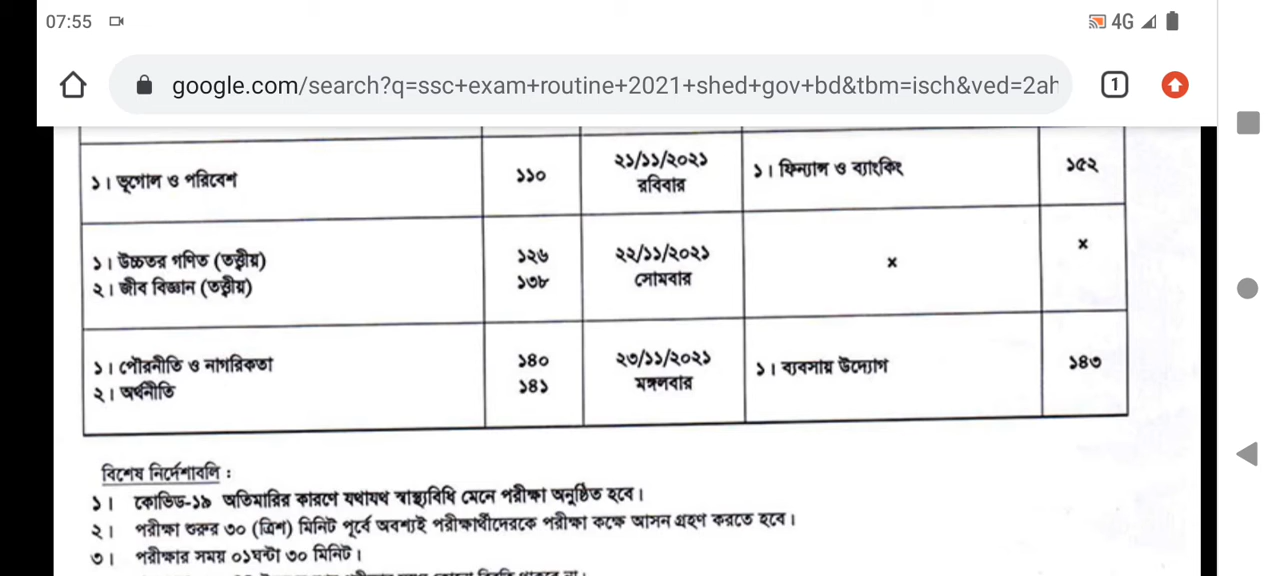 07:55
4G
google.com/search?q=ssc+exam+routine+2021+shed+gov+bd&tbm=isch&ved=2ah
1
১। ভূগোল ও পরিবেশ ১১০ ২১/১১/২০২১ ১। ফিন্যান্স ও ব্যাংকিং ১৫২
রবিবার
১। উচ্চতর গণিত (তত্ত্বীয়) ১২৬ ২২/১১/২০২১ x x
২। জীব বিজ্ঞান (তত্ত্বীয়) ১৩৮ সোমবার
১। পৌরনীতি ও নাগরিকতা ১৪০ ২৩/১১/২০২১ ১। ব্যবসায় উদ্যোগ ১৪৩
২। অর্থনীতি ১৪১ মঙ্গলবার
বিশেষ নির্দেশাবলি :
১। কোভিড-১৯ অতিমারির কারণে যথাযথ স্বাস্থ্যবিধি মেনে পরীক্ষা অনুষ্ঠিত হবে।
২। পরীক্ষা শুরুর ৩০ (ত্রিশ) মিনিট পূর্বে অবশ্যই পরীক্ষার্থীদেরকে পরীক্ষা কক্ষে আসন গ্রহণ করতে হবে।
৩। পরীক্ষার সময় ০১ঘন্টা ৩০ মিনিট।